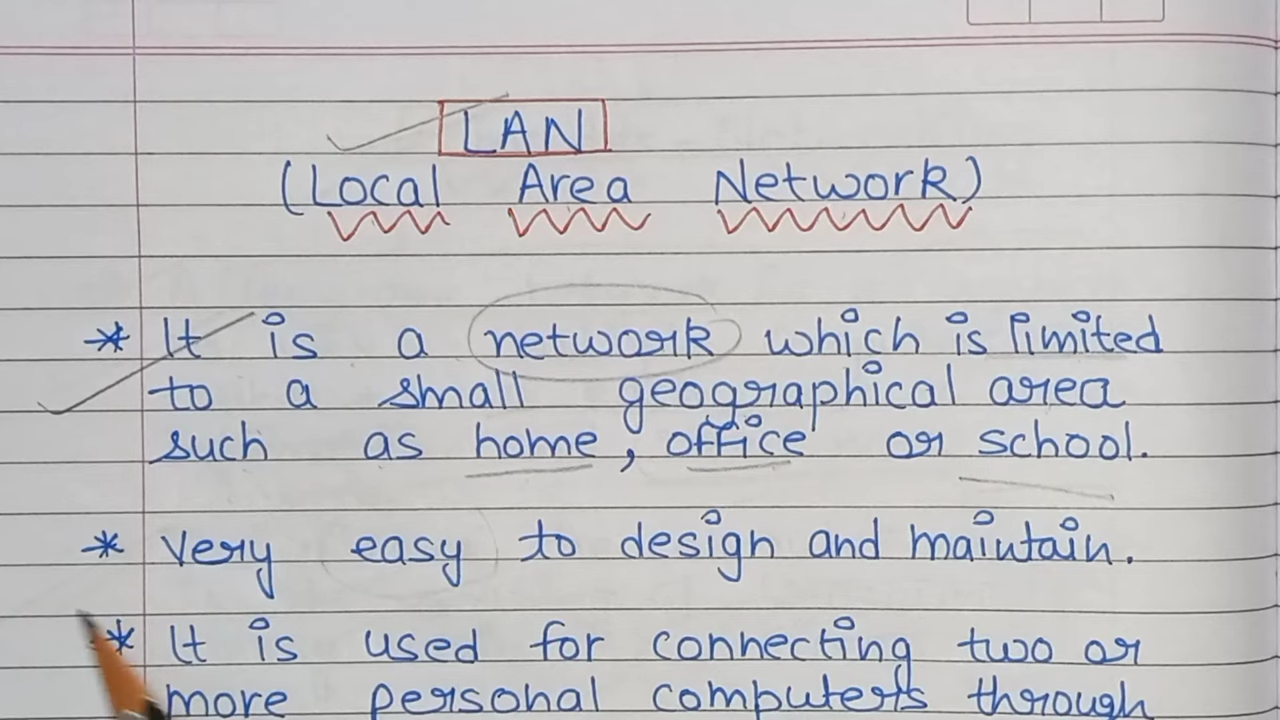 LAN
(Local Area Network)
* It is a network which is limited
to a small geographical area
such as home, office or school.
* Very easy to design and maintain.
* It is used for connecting two or
more personal computers through